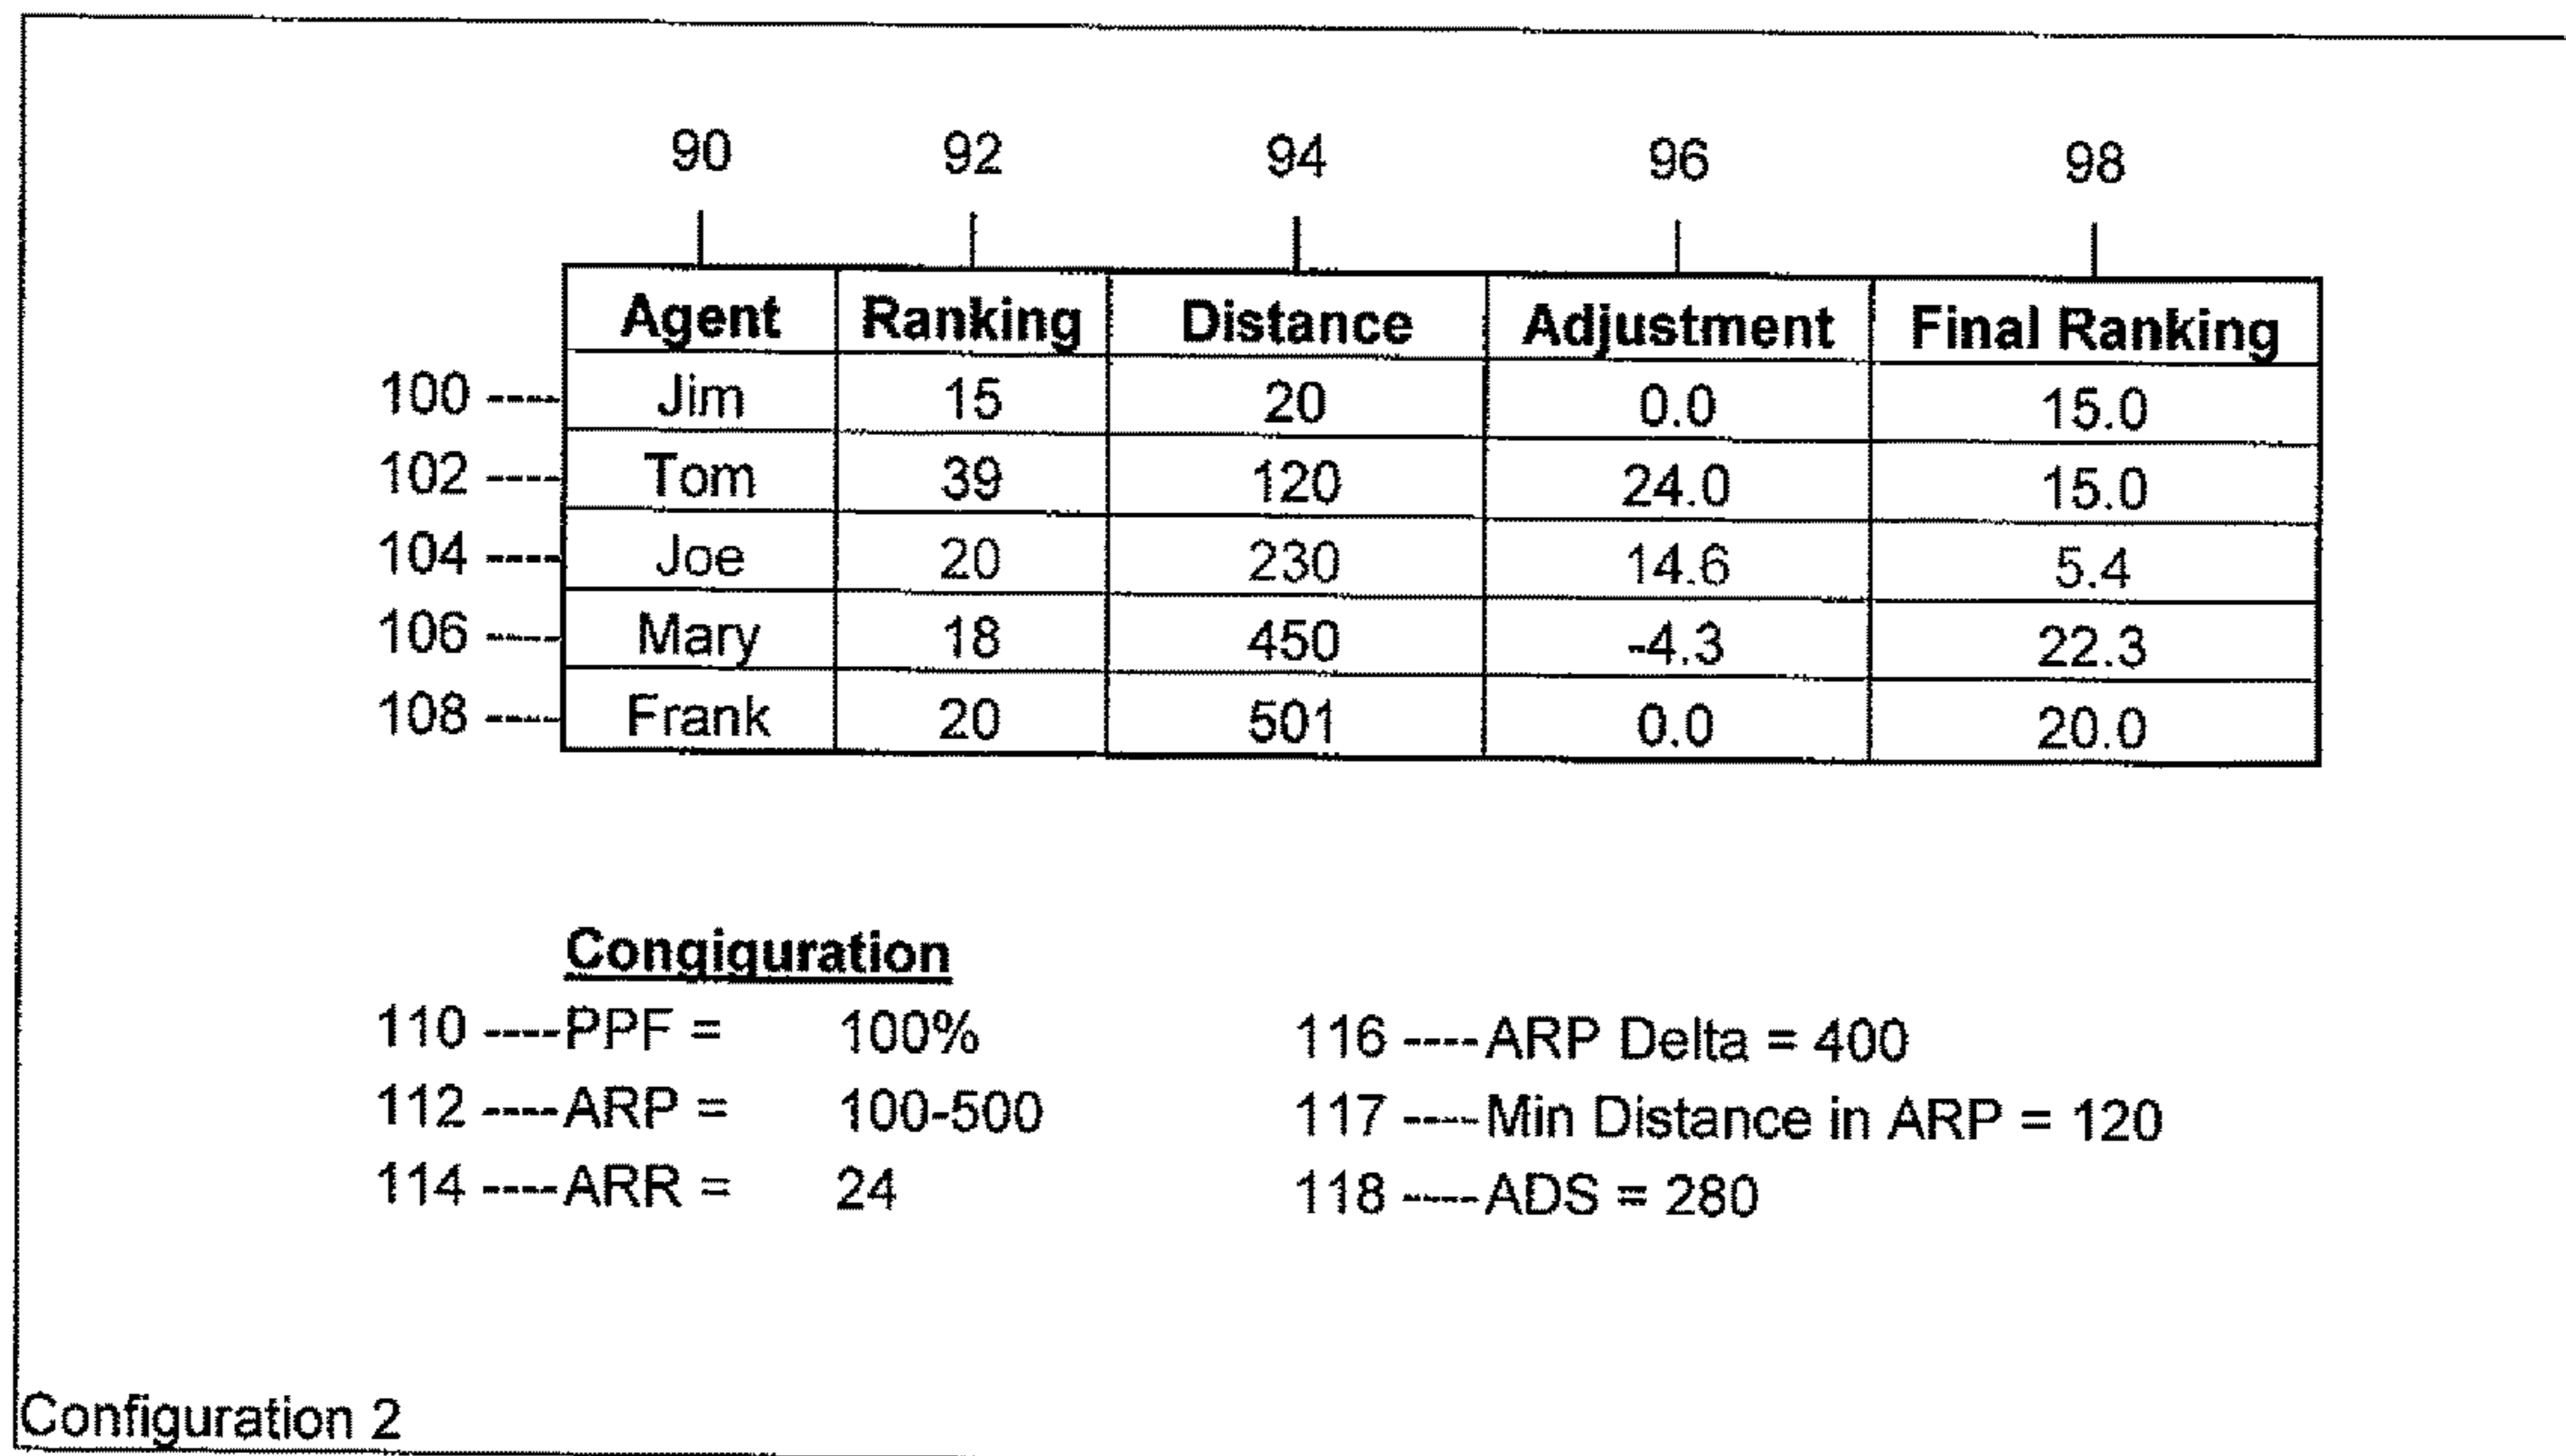 90 92 94 96 98
Agent Ranking Distance Adjustment Final Ranking
100 ---- Jim 15 20 0.0 15.0
102 ---- Tom 39 120 24.0 15.0
104 ---- Joe 20 230 14.6 5.4
106 ---- Mary 18 450 -4.3 22.3
108 ---- Frank 20 501 0.0 20.0
Congiguration
110 ----PPF = 100% 116 ----ARP Delta = 400
112 ----ARP = 100-500 117 ----Min Distance in ARP = 120
114 ----ARR = 24 118 ----ADS = 280
Configuration 2